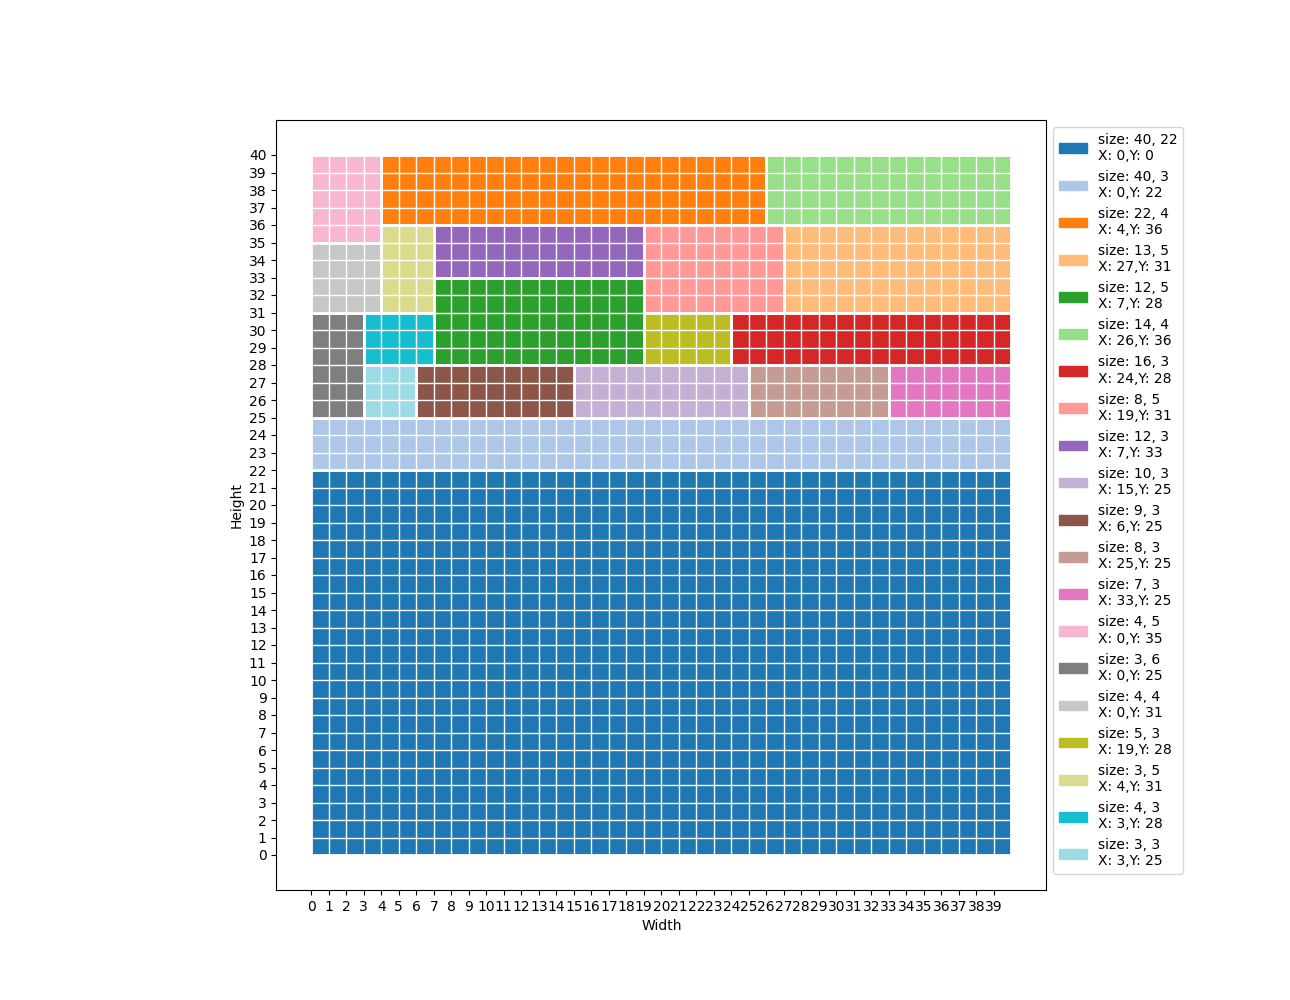 40
39
38
37
36
35
34
33
32
31
30
29
28
27
26
25
24
23
22
21
20
19
18
17
16
15
14
13
12
11
10
9
8
7
6
5
4
3
2
1
0
Height
0 1 2 3 4 5 6 7 8 9 10 11 12 13 14 15 16 17 18 19 20 21 22 23 24 25 26 27 28 29 30 31 32 33 34 35 36 37 38 39
Width
size: 40, 22
X: 0,Y: 0
size: 40, 3
X: 0,Y: 22
size: 22, 4
X: 4,Y: 36
size: 13, 5
X: 27,Y: 31
size: 12, 5
X: 7,Y: 28
size: 14, 4
X: 26,Y: 36
size: 16, 3
X: 24,Y: 28
size: 8, 5
X: 19,Y: 31
size: 12, 3
X: 7,Y: 33
size: 10, 3
X: 15,Y: 25
size: 9, 3
X: 6,Y: 25
size: 8, 3
X: 25,Y: 25
size: 7, 3
X: 33,Y: 25
size: 4, 5
X: 0,Y: 35
size: 3, 6
X: 0,Y: 25
size: 4, 4
X: 0,Y: 31
size: 5, 3
X: 19,Y: 28
size: 3, 5
X: 4,Y: 31
size: 4, 3
X: 3,Y: 28
size: 3, 3
X: 3,Y: 25